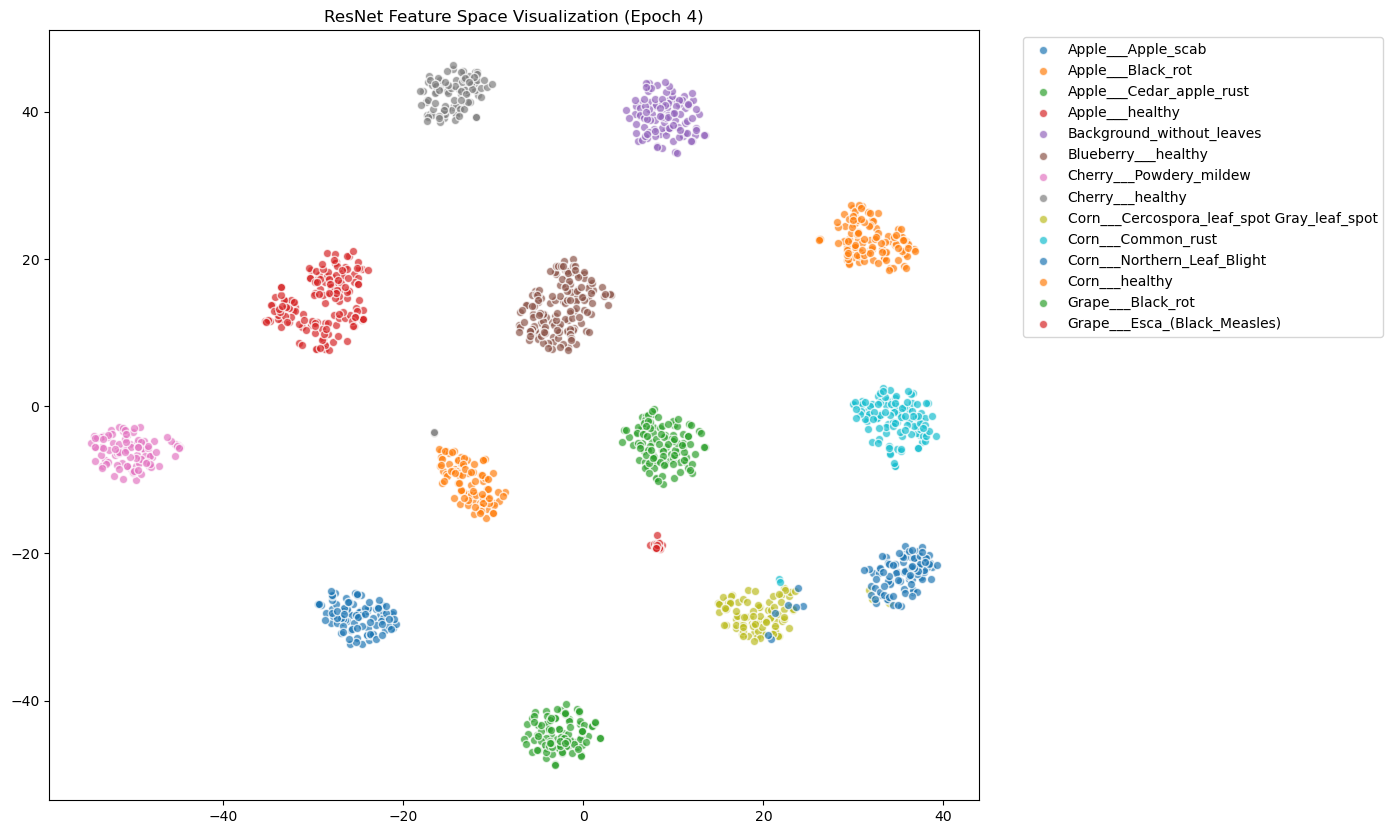 ResNet Feature Space Visualization (Epoch 4)
Apple___Apple_scab
Apple___Black_rot
Apple___Cedar_apple_rust
Apple___healthy
Background_without_leaves
Blueberry___healthy
Cherry___Powdery_mildew
Cherry___healthy
Corn___Cercospora_leaf_spot Gray_leaf_spot
Corn___Common_rust
Corn___Northern_Leaf_Blight
Corn___healthy
Grape___Black_rot
Grape___Esca_(Black_Measles)
40
20
0
−20
−40
−40
−20
0
20
40